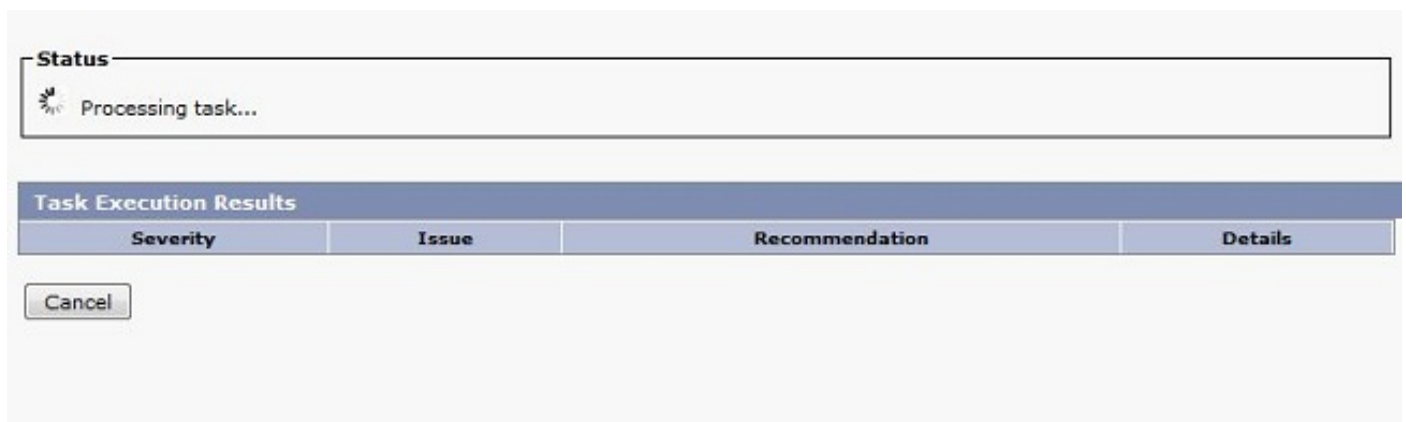 Status
Processing task...
Task Execution Results
Severity Issue Recommendation Details
Cancel